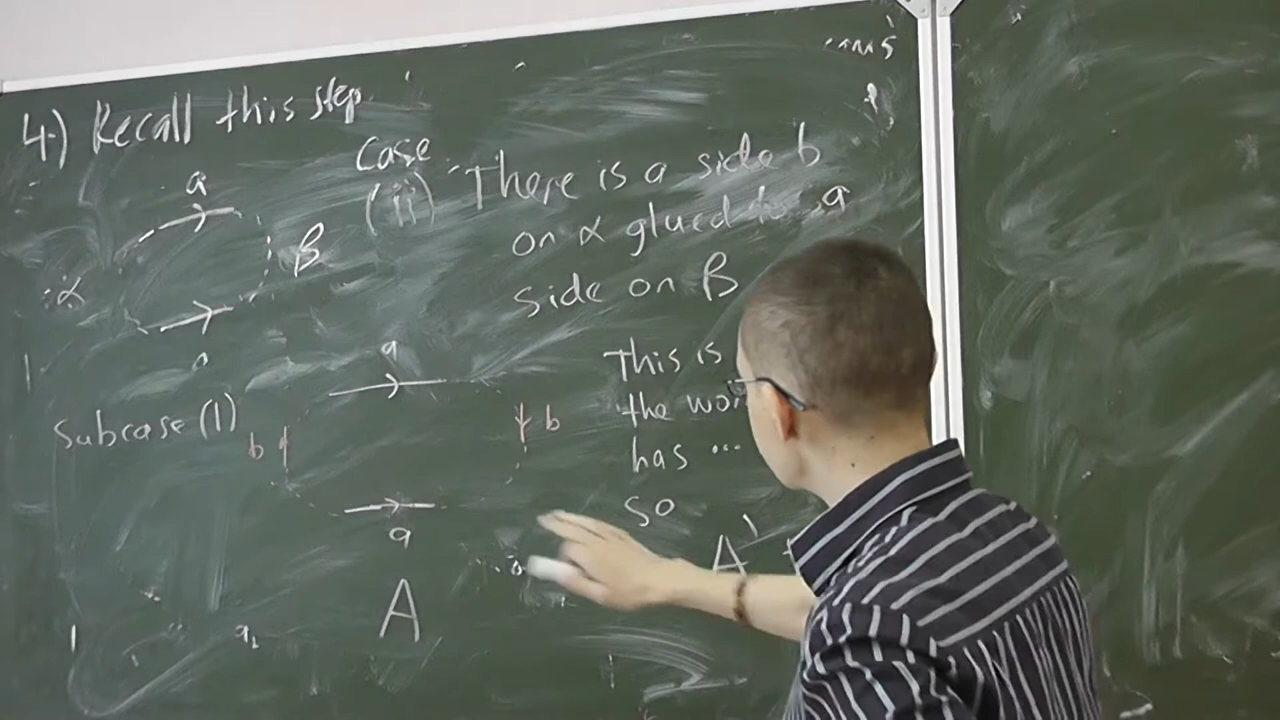 4.) Recall this step
a
Case
(ii) There is a side b
on α glued to a
side on β
β
α
a
a
This is
the
has ...
Subcase (1)
b
b
so
a
A'
A
a₁